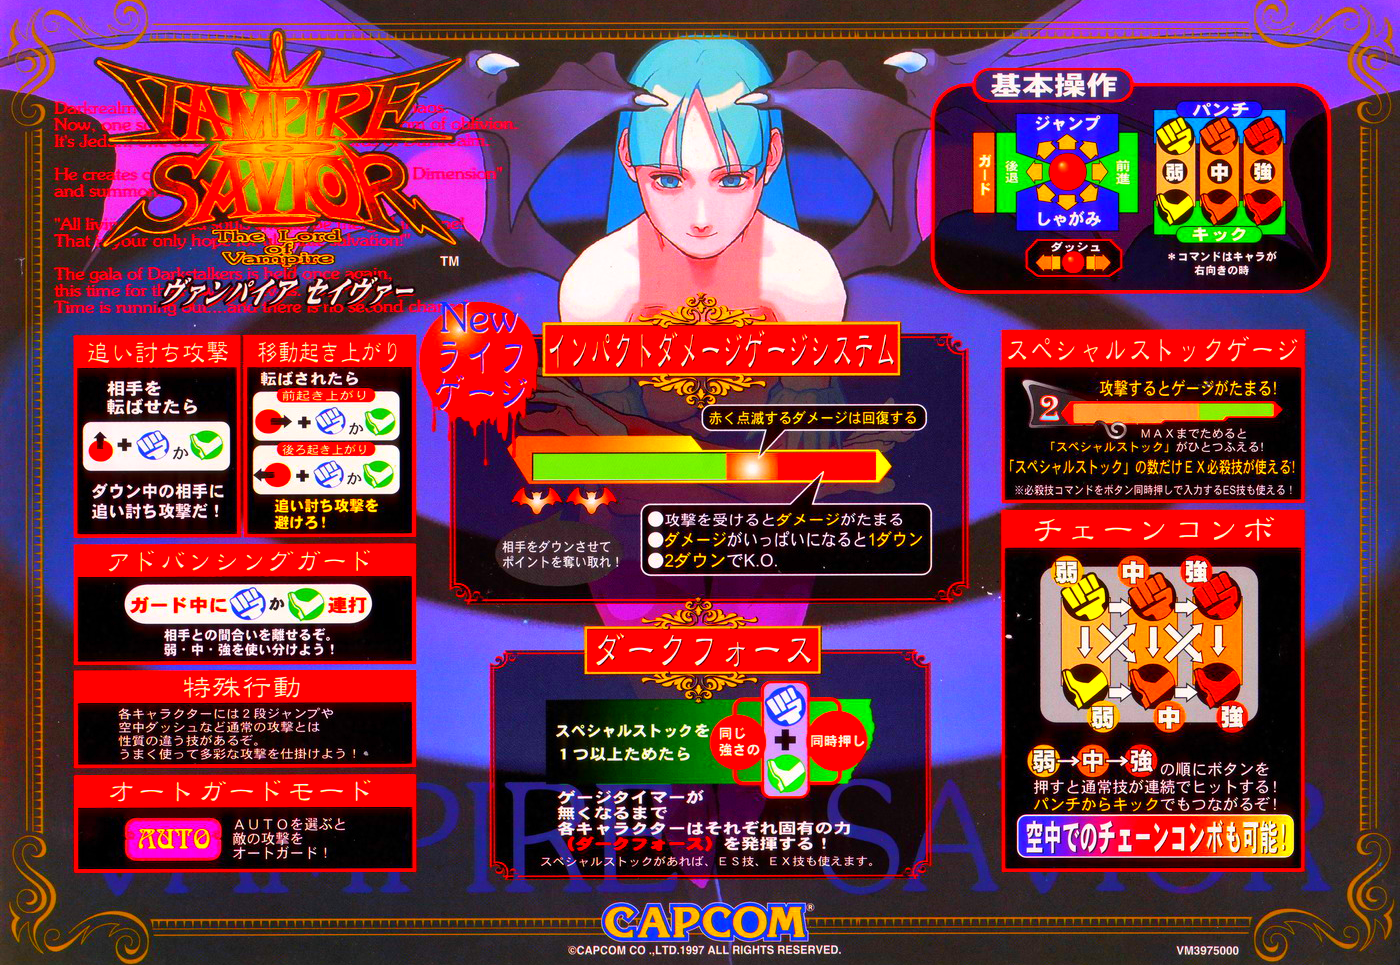 Darkrealm
Now, one s
om of oblivion.
It's Jed
He creates c
Dimension"
and summo
"All livi
That
your only ho
alvation!"
The gala of Darkstalkers is held once again,
this time for th
Time is running out...and there is no second chan
VAMPIRE
SAVIOR
The Lord
of
Vampire
TM
ヴァンパイア セイヴァー
基本操作
ジャンプ
ガード
後退
前進
しゃがみ
ダッシュ
パンチ
弱 中 強
キック
＊コマンドはキャラが
右向きの時
追い討ち攻撃
相手を
転ばせたら
+ か
ダウン中の相手に
追い討ち攻撃だ！
移動起き上がり
転ばされたら
前起き上がり
+ か
後ろ起き上がり
+ か
追い討ち攻撃を
避けろ！
アドバンシングガード
ガード中に か 連打
相手との間合いを離せるぞ。
弱・中・強を使い分けよう！
特殊行動
各キャラクターには２段ジャンプや
空中ダッシュなど通常の攻撃とは
性質の違う技があるぞ。
うまく使って多彩な攻撃を仕掛けよう！
オートガードモード
AUTO
ＡＵＴＯを選ぶと
敵の攻撃を
オートガード！
New
ライフ
ゲージ
インパクトダメージゲージシステム
赤く点滅するダメージは回復する
相手をダウンさせて
ポイントを奪い取れ！
●攻撃を受けるとダメージがたまる
●ダメージがいっぱいになると1ダウン
●2ダウンでK.O.
ダークフォース
スペシャルストックを
１つ以上ためたら
同じ
強さの
+
同時押し
ゲージタイマーが
無くなるまで
各キャラクターはそれぞれ固有の力
（ダークフォース）を発揮する！
スペシャルストックがあれば、ＥＳ技、ＥＸ技も使えます。
スペシャルストックゲージ
攻撃するとゲージがたまる！
2
ＭＡＸまでためると
「スペシャルストック」がひとつふえる！
「スペシャルストック」の数だけＥＸ必殺技が使える！
※必殺技コマンドをボタン同時押しで入力するES技も使える！
チェーンコンボ
弱 中 強
弱 中 強
弱→中→強の順にボタンを
押すと通常技が連続でヒットする！
パンチからキックでもつながるぞ！
空中でのチェーンコンボも可能！
VAMPIRE SAVIOR
CAPCOM®
©CAPCOM CO .,LTD.1997 ALL RIGHTS RESERVED.
VM3975000